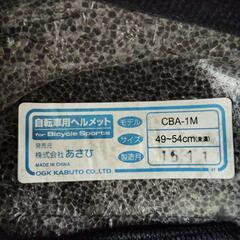 自転車用ヘルメット
for Bicycle Sports
発売元
株式会社 あさひ
MADE IN CHINA
OGK KABUTO CO.,LTD.
モデル CBA-1M
サイズ 49~54cm(未満)
製造月